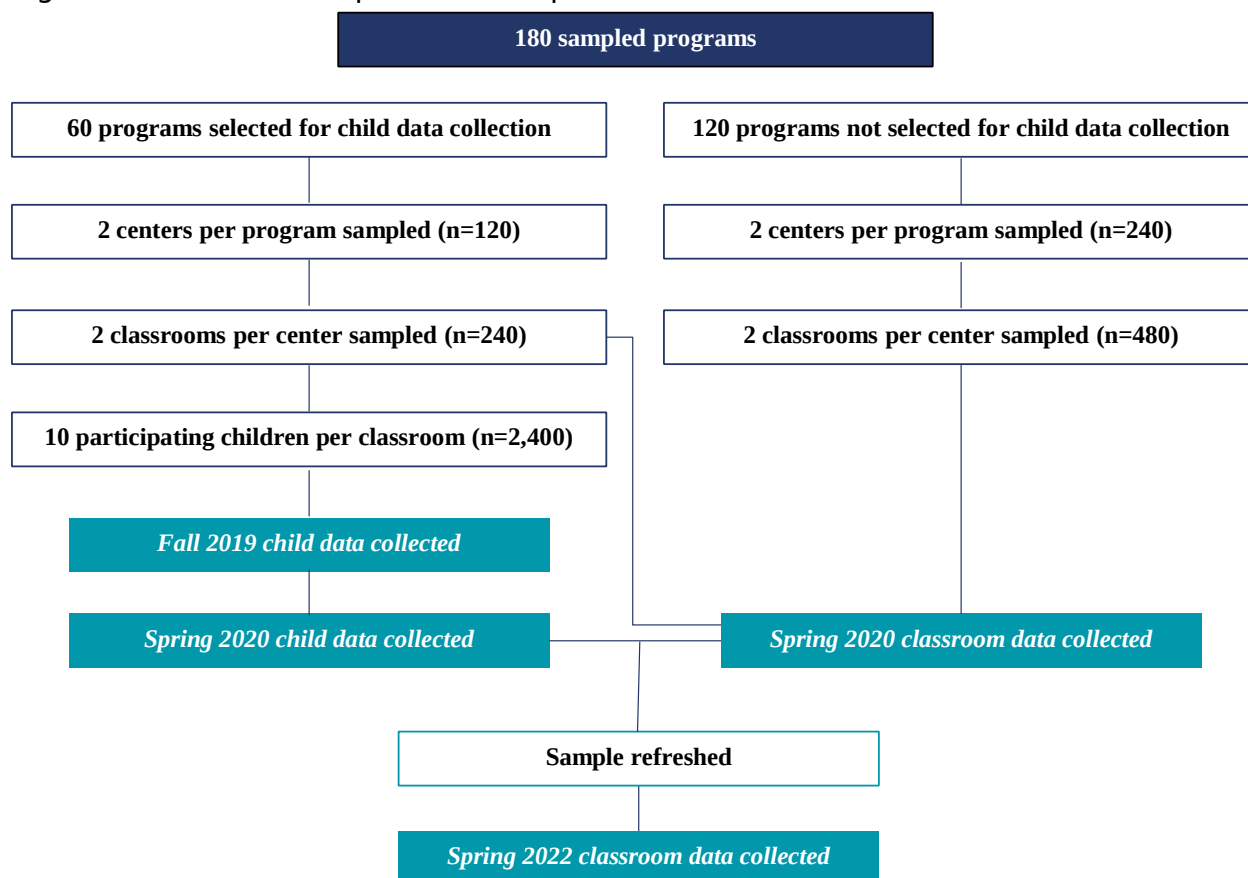 180 sampled programs
60 programs selected for child data collection
120 programs not selected for child data collection
2 centers per program sampled (n=120)
2 centers per program sampled (n=240)
2 classrooms per center sampled (n=240)
2 classrooms per center sampled (n=480)
10 participating children per classroom (n=2,400)
Fall 2019 child data collected
Spring 2020 child data collected
Spring 2020 classroom data collected
Sample refreshed
Spring 2022 classroom data collected